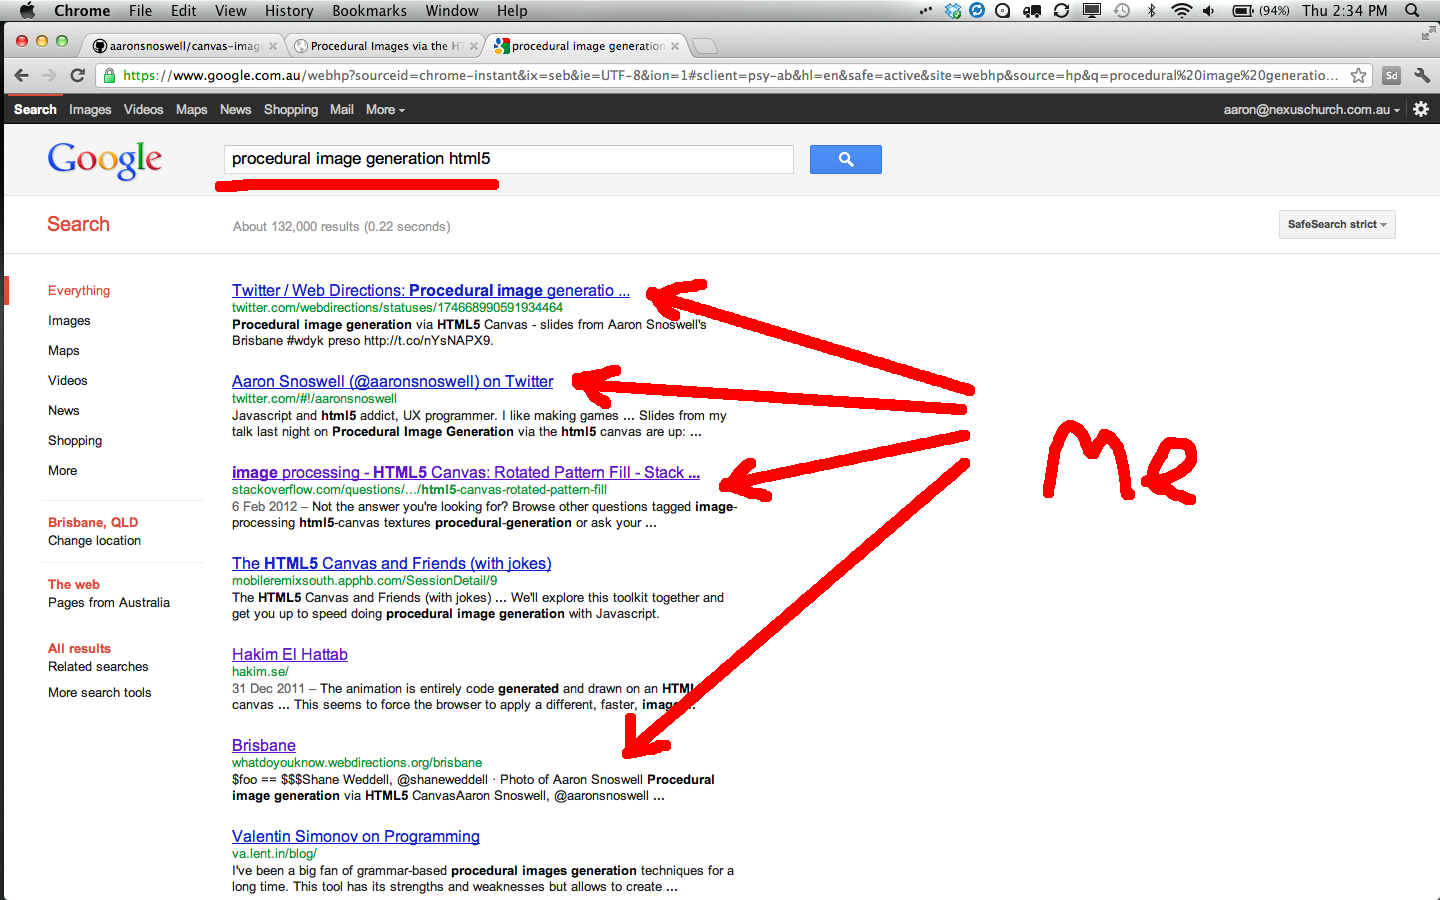 Chrome File Edit View History Bookmarks Window Help (94%) Thu 2:34 PM
aaronsnoswell/canvas-imag Procedural Images via the HT procedural image generation
https://www.google.com.au/webhp?sourceid=chrome-instant&ix=seb&ie=UTF-8&ion=1#sclient=psy-ab&hl=en&safe=active&site=webhp&source=hp&q=procedural%20image%20generatio... Sd
Search Images Videos Maps News Shopping Mail More aaron@nexuschurch.com.au
Google procedural image generation html5
Search About 132,000 results (0.22 seconds) SafeSearch strict
Everything
Images
Maps
Videos
News
Shopping
More
Brisbane, QLD
Change location
The web
Pages from Australia
All results
Related searches
More search tools
Twitter / Web Directions: Procedural image generatio ...
twitter.com/webdirections/statuses/174668990591934464
Procedural image generation via HTML5 Canvas - slides from Aaron Snoswell's
Brisbane #wdyk preso http://t.co/nYsNAPX9.
Aaron Snoswell (@aaronsnoswell) on Twitter
twitter.com/#!/aaronsnoswell
Javascript and html5 addict, UX programmer. I like making games ... Slides from my
talk last night on Procedural Image Generation via the html5 canvas are up: ...
image processing - HTML5 Canvas: Rotated Pattern Fill - Stack ...
stackoverflow.com/questions/.../html5-canvas-rotated-pattern-fill
6 Feb 2012 – Not the answer you're looking for? Browse other questions tagged image-
processing html5-canvas textures procedural-generation or ask your ...
The HTML5 Canvas and Friends (with jokes)
mobileremixsouth.apphb.com/SessionDetail/9
The HTML5 Canvas and Friends (with jokes) ... We'll explore this toolkit together and
get you up to speed doing procedural image generation with Javascript.
Hakim El Hattab
hakim.se/
31 Dec 2011 – The animation is entirely code generated and drawn on an HTML
canvas ... This seems to force the browser to apply a different, faster, image ..
Brisbane
whatdoyouknow.webdirections.org/brisbane
$foo == $$$Shane Weddell, @shaneweddell · Photo of Aaron Snoswell Procedural
image generation via HTML5 CanvasAaron Snoswell, @aaronsnoswell ...
Valentin Simonov on Programming
va.lent.in/blog/
I've been a big fan of grammar-based procedural images generation techniques for a
long time. This tool has its strengths and weaknesses but allows to create ...
Me